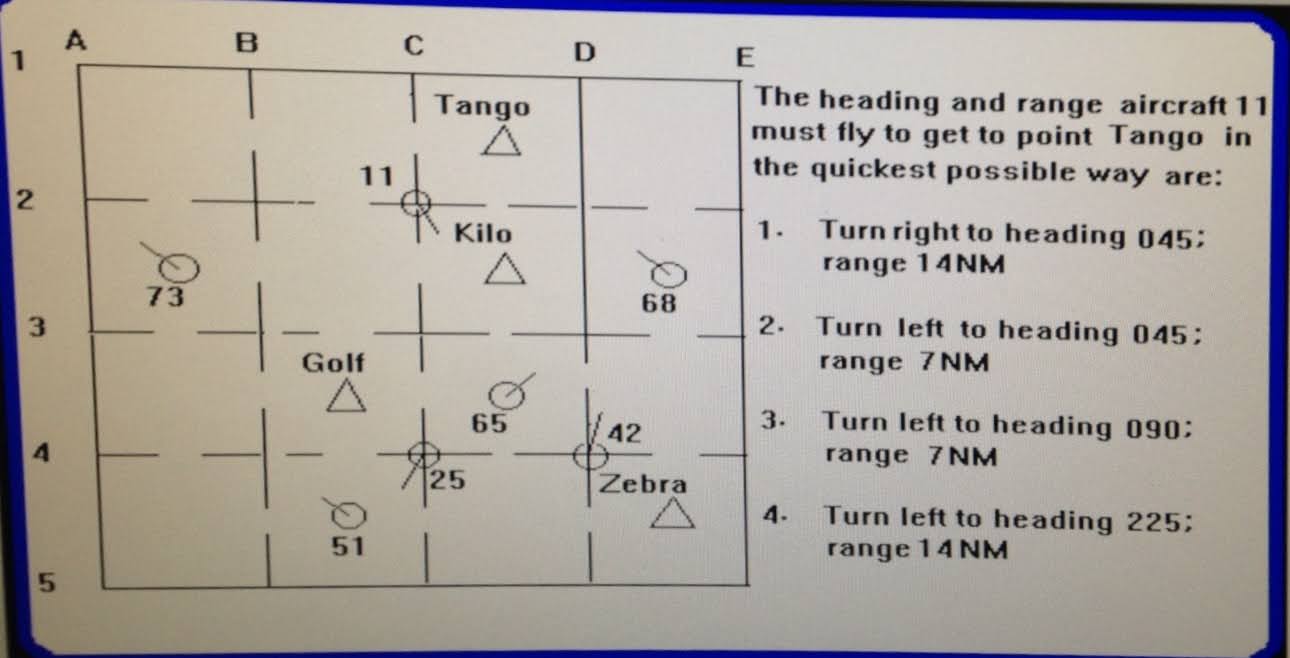 A B C D E
1
Tango
The heading and range aircraft 11
must fly to get to point Tango in
the quickest possible way are:
11
2
Kilo
1. Turn right to heading 045;
range 14NM
73
68
3
2. Turn left to heading 045;
range 7NM
Golf
65
42
3. Turn left to heading 090;
range 7NM
4
25
Zebra
4. Turn left to heading 225;
range 14NM
51
5